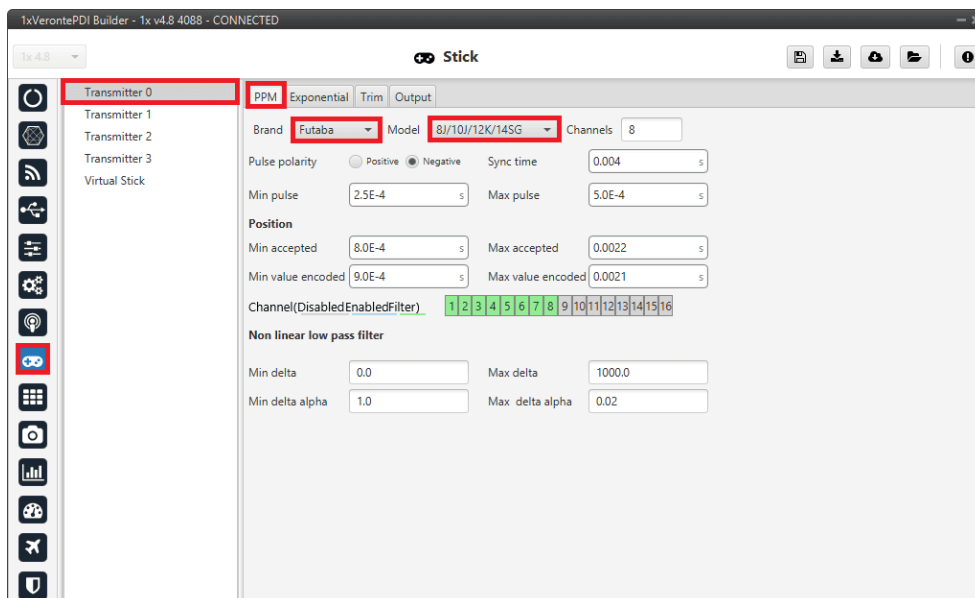 1xVerontePDI Builder - 1x v4.8 4088 - CONNECTED
1x 4.8
Stick
Transmitter 0
Transmitter 1
Transmitter 2
Transmitter 3
Virtual Stick
PPM Exponential Trim Output
Brand Futaba Model 8J/10J/12K/14SG Channels 8
Pulse polarity Positive Negative Sync time 0.004 s
Min pulse 2.5E-4 s Max pulse 5.0E-4 s
Position
Min accepted 8.0E-4 s Max accepted 0.0022 s
Min value encoded 9.0E-4 s Max value encoded 0.0021 s
Channel(DisabledEnabledFilter) 1 2 3 4 5 6 7 8 9 10 11 12 13 14 15 16
Non linear low pass filter
Min delta 0.0 Max delta 1000.0
Min delta alpha 1.0 Max delta alpha 0.02